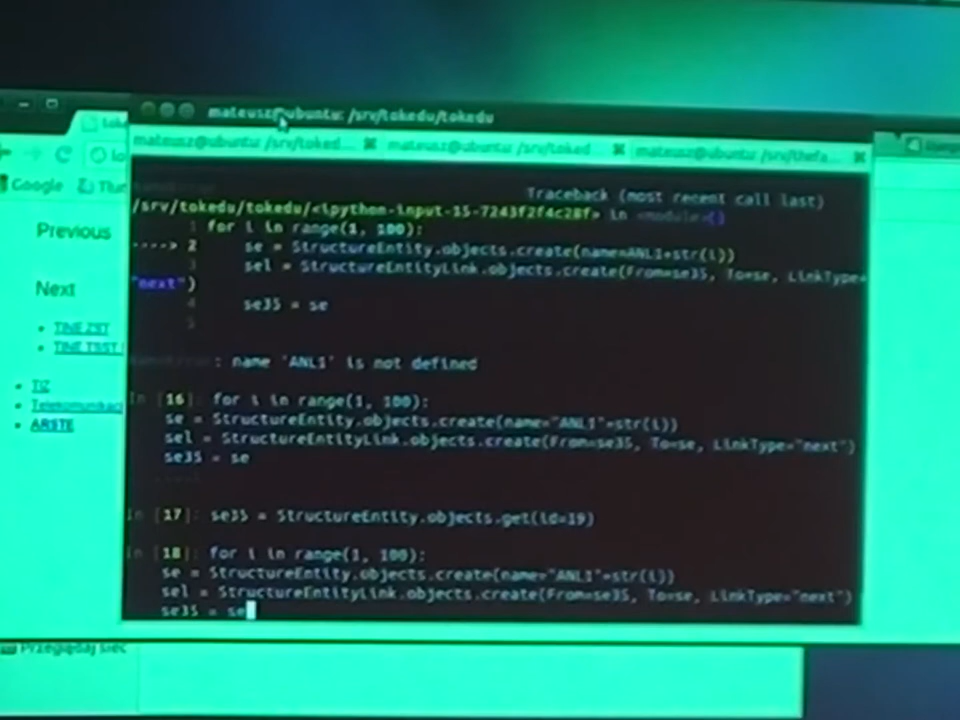 mateusz@ubuntu: /srv/tokedu/tokedu
mateusz@ubuntu: /srv/toked... mateusz@ubuntu: /srv/toked... mateusz@ubuntu: /srv/thefa...
Google
Traceback (most recent call last)
/srv/tokedu/tokedu/<ipython-input-15-7243f2f4c28f> in <module>()
1 for i in range(1, 100):
----> 2 se = StructureEntity.objects.create(name=ANL1+str(i))
3 sel = StructureEntityLink.objects.create(From=se35, To=se, LinkType=
"next")
4 se35 = se
5
NameError: name 'ANL1' is not defined
In [16]: for i in range(1, 100):
se = StructureEntity.objects.create(name="ANL1"+str(i))
sel = StructureEntityLink.objects.create(From=se35, To=se, LinkType="next")
se35 = se
In [17]: se35 = StructureEntity.objects.get(id=19)
In [18]: for i in range(1, 100):
se = StructureEntity.objects.create(name="ANL1"+str(i))
sel = StructureEntityLink.objects.create(From=se35, To=se, LinkType="next")
se35 = se
Previous
Next
TIZ
Telekomunikacj
ARSTE
Przeglądaj sieć